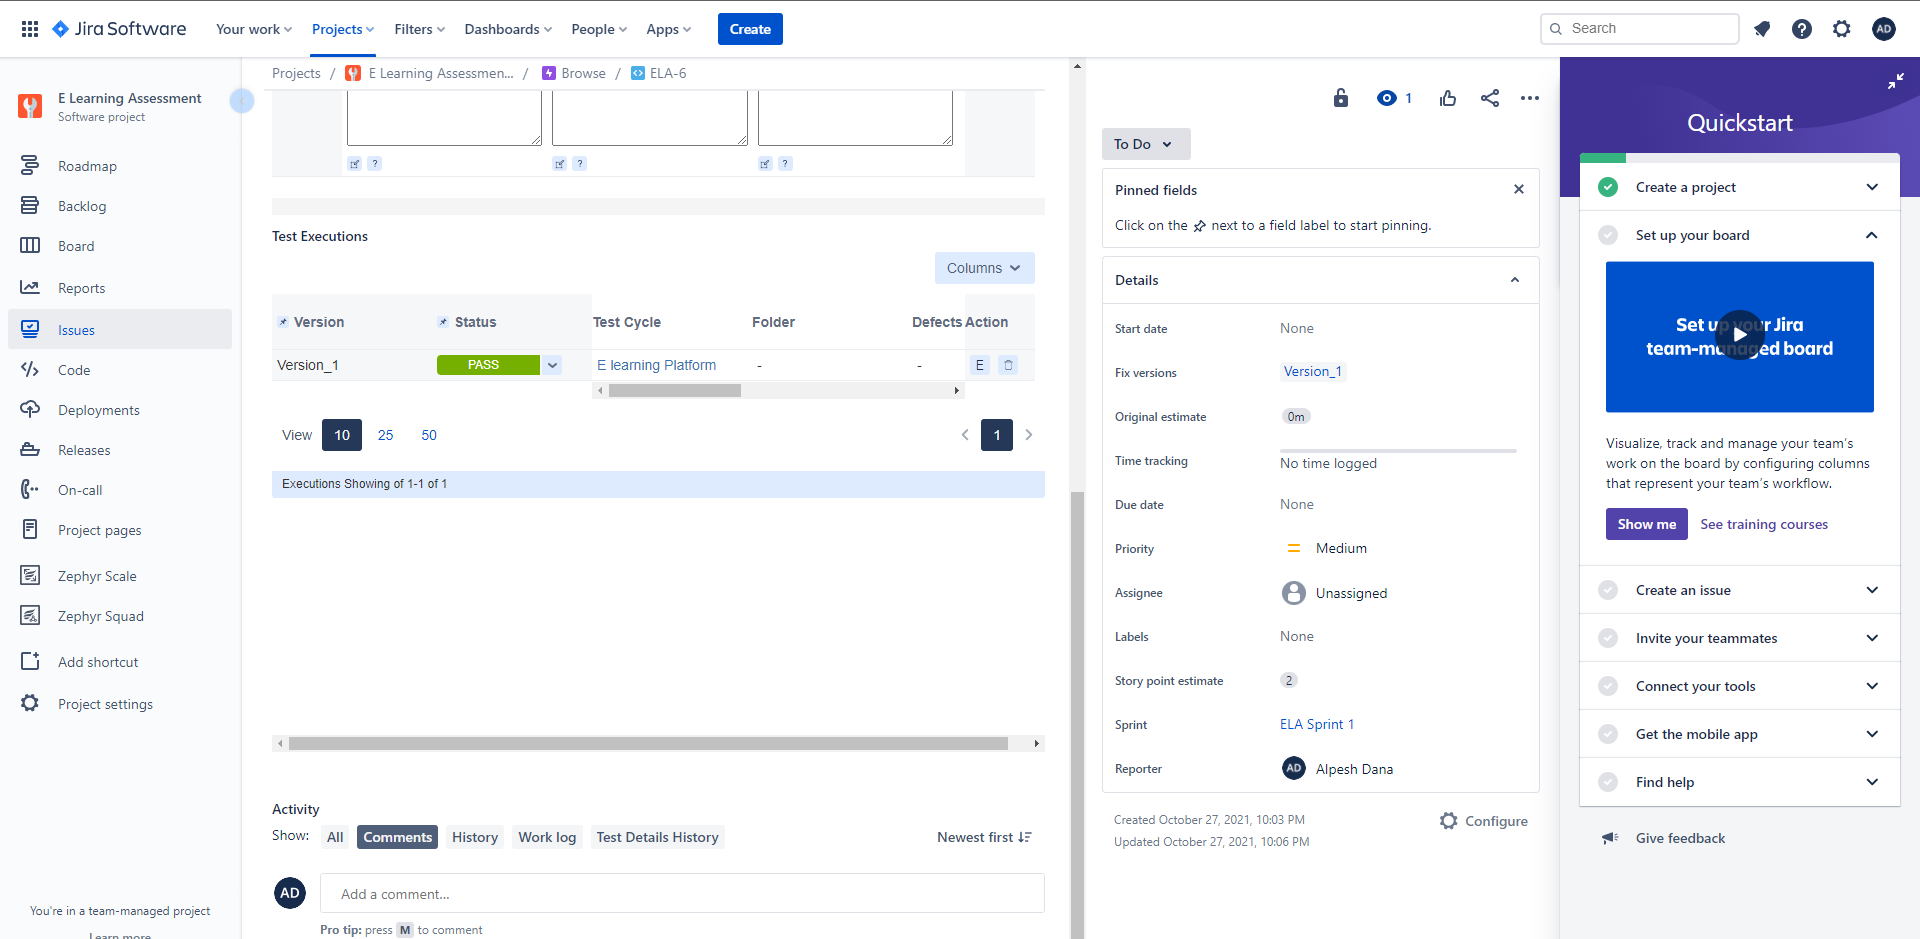 Jira Software
Your work
Projects
Filters
Dashboards
People
Apps
Create
Search
AD
E Learning Assessment
Software project
Roadmap
Backlog
Board
Reports
Issues
Code
Deployments
Releases
On-call
Project pages
Zephyr Scale
Zephyr Squad
Add shortcut
Project settings
You're in a team-managed project
Learn more
Projects / E Learning Assessmen... / Browse / ELA-6
? ? ?
Test Executions
Columns
Version Status Test Cycle Folder Defects Action
Version_1 PASS E learning Platform - - E
View 10 25 50 1
Executions Showing of 1-1 of 1
Activity
Show: All Comments History Work log Test Details History Newest first
AD Add a comment...
Pro tip: press M to comment
1
To Do
Pinned fields
Click on the next to a field label to start pinning.
Details
Start date None
Fix versions Version_1
Original estimate 0m
Time tracking No time logged
Due date None
Priority Medium
Assignee Unassigned
Labels None
Story point estimate 2
Sprint ELA Sprint 1
Reporter AD Alpesh Dana
Created October 27, 2021, 10:03 PM
Updated October 27, 2021, 10:06 PM
Configure
Quickstart
Create a project
Set up your board
Set up your Jira
team-managed board
Visualize, track and manage your team's
work on the board by configuring columns
that represent your team's workflow.
Show me See training courses
Create an issue
Invite your teammates
Connect your tools
Get the mobile app
Find help
Give feedback